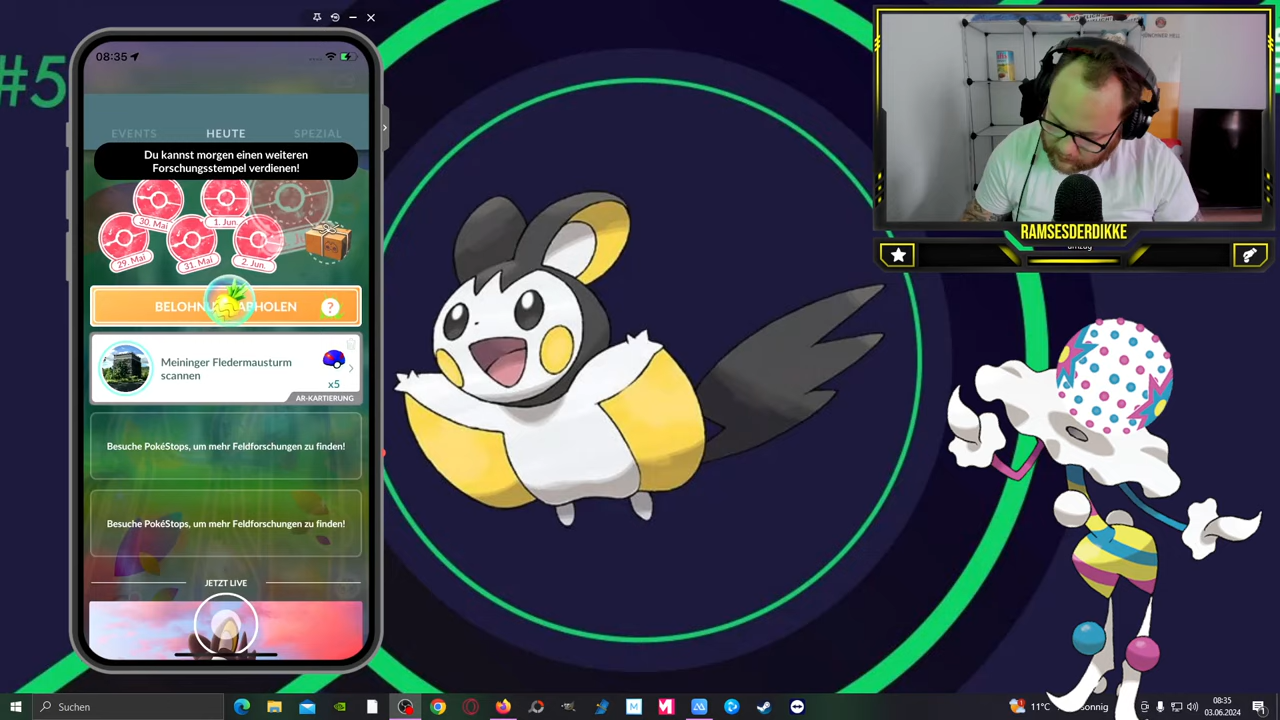 #5
08:35
EVENTS HEUTE SPEZIAL
Du kannst morgen einen weiteren
Forschungsstempel verdienen!
30. Mai
1. Jun.
29. Mai
31. Mai
2. Jun.
?
Meininger Fledermausturm
scannen
x5
AR-KARTIERUNG
Besuche PokéStops, um mehr Feldforschungen zu finden!
Besuche PokéStops, um mehr Feldforschungen zu finden!
JETZT LIVE
RAMSESDERDIKKE
Suchen
11°C
Sonnig
08:35
03.06.2024